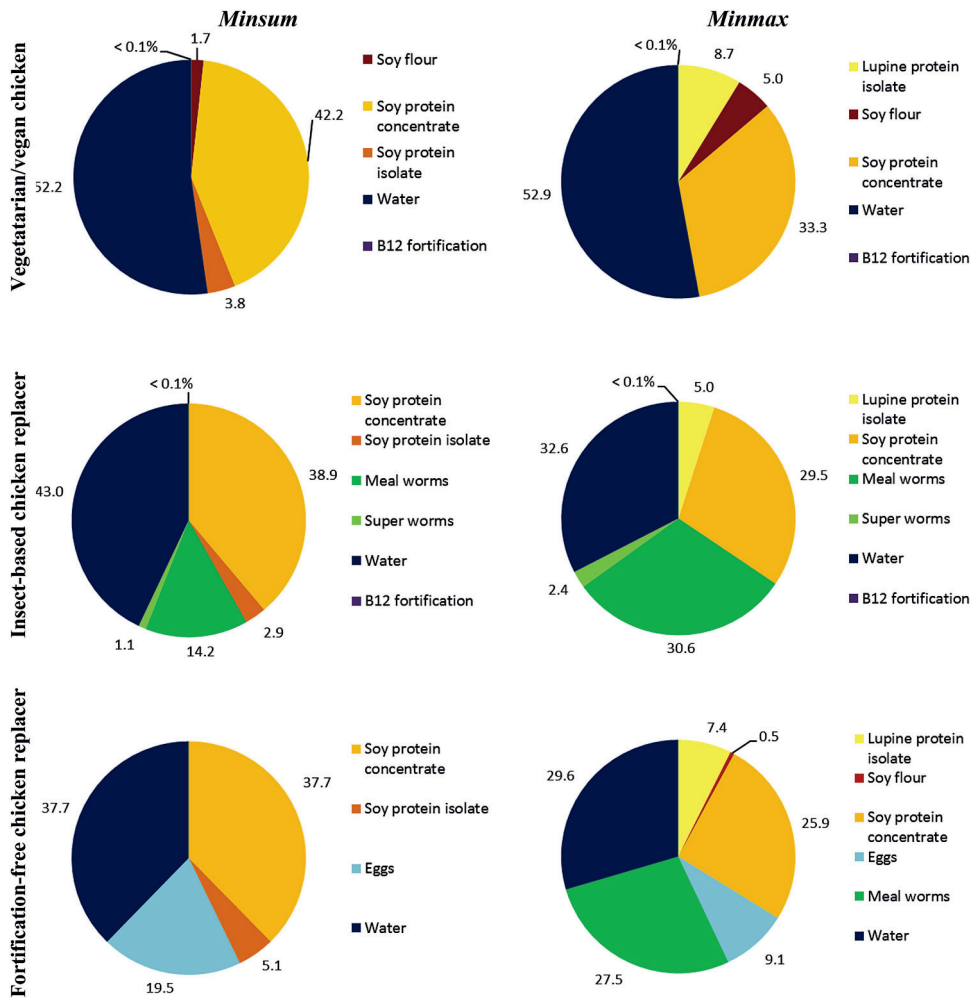 Minsum
Minmax
Vegetatarian/vegan chicken
< 0.1%
1.7
42.2
3.8
52.2
Soy flour
Soy protein
concentrate
Soy protein
isolate
Water
B12 fortification
< 0.1%
8.7
5.0
33.3
52.9
Lupine protein
isolate
Soy flour
Soy protein
concentrate
Water
B12 fortification
Insect-based chicken replacer
< 0.1%
38.9
2.9
14.2
1.1
43.0
Soy protein
concentrate
Soy protein isolate
Meal worms
Super worms
Water
B12 fortification
< 0.1%
5.0
29.5
30.6
2.4
32.6
Lupine protein
isolate
Soy protein
concentrate
Meal worms
Super worms
Water
B12 fortification
Fortification-free chicken replacer
37.7
5.1
19.5
37.7
Soy protein
concentrate
Soy protein isolate
Eggs
Water
7.4
0.5
25.9
9.1
27.5
29.6
Lupine protein
isolate
Soy flour
Soy protein
concentrate
Eggs
Meal worms
Water